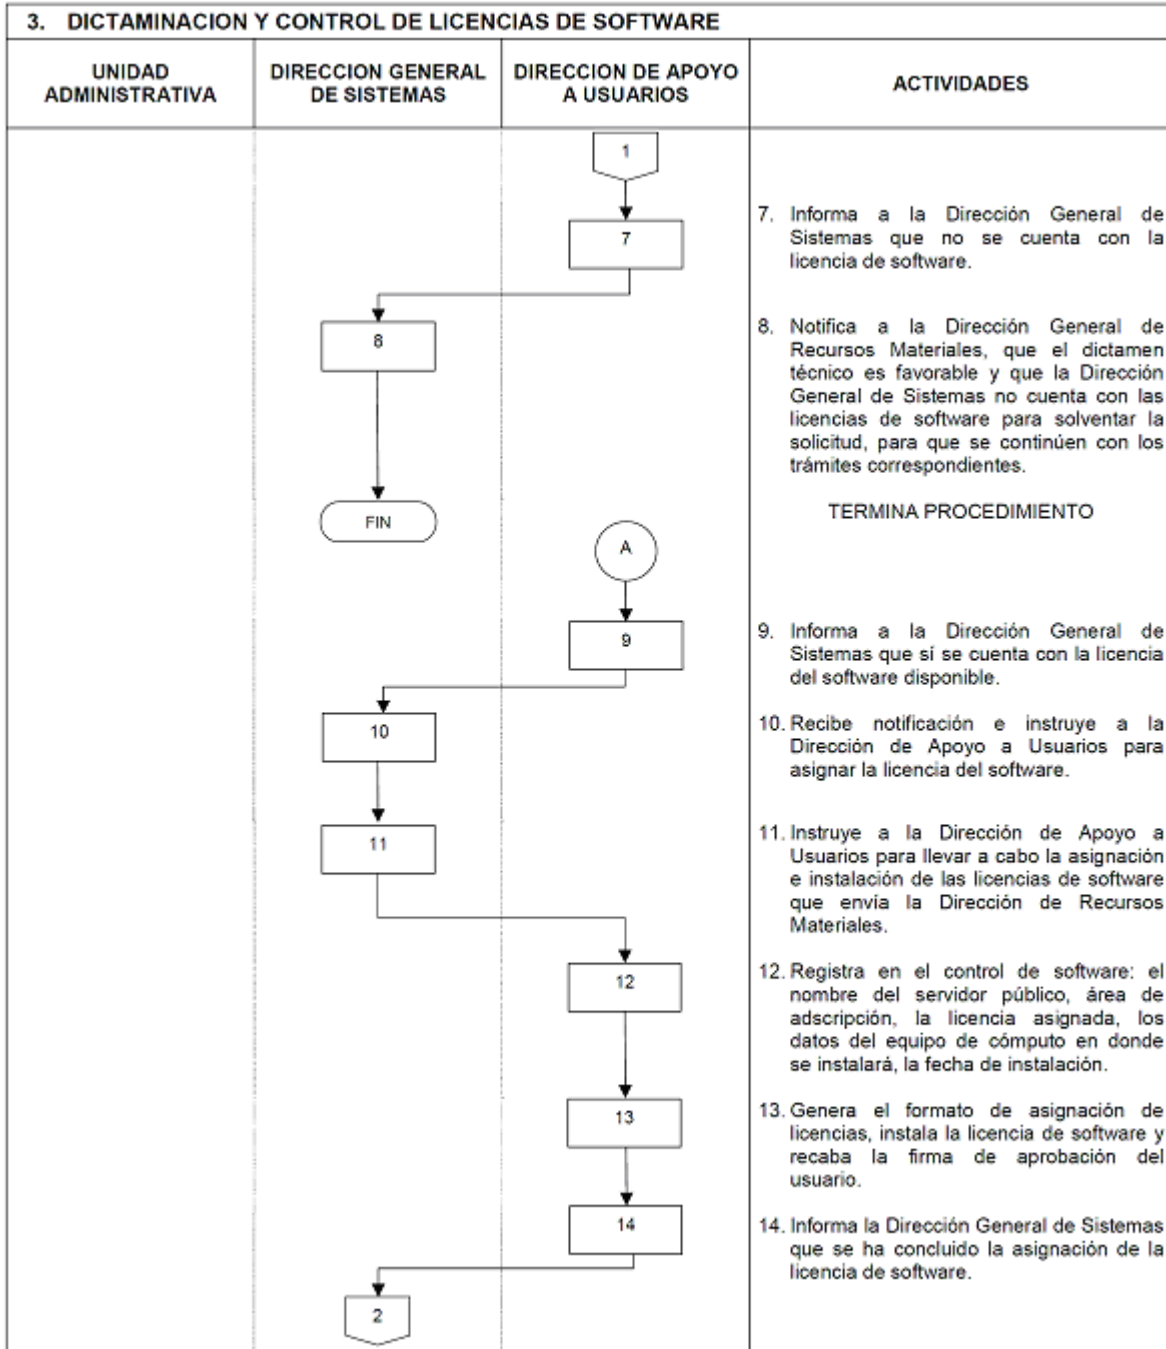 3. DICTAMINACION Y CONTROL DE LICENCIAS DE SOFTWARE
UNIDAD
ADMINISTRATIVA
DIRECCION GENERAL
DE SISTEMAS
DIRECCION DE APOYO
A USUARIOS
ACTIVIDADES
1
7
7. Informa a la Dirección General de
Sistemas que no se cuenta con la
licencia de software.
8
8. Notifica a la Dirección General de
Recursos Materiales, que el dictamen
técnico es favorable y que la Dirección
General de Sistemas no cuenta con las
licencias de software para solventar la
solicitud, para que se continúen con los
trámites correspondientes.
FIN
TERMINA PROCEDIMIENTO
A
9
9. Informa a la Dirección General de
Sistemas que sí se cuenta con la licencia
del software disponible.
10
10. Recibe notificación e instruye a la
Dirección de Apoyo a Usuarios para
asignar la licencia del software.
11
11. Instruye a la Dirección de Apoyo a
Usuarios para llevar a cabo la asignación
e instalación de las licencias de software
que envía la Dirección de Recursos
Materiales.
12
12. Registra en el control de software: el
nombre del servidor público, área de
adscripción, la licencia asignada, los
datos del equipo de cómputo en donde
se instalará, la fecha de instalación.
13
13. Genera el formato de asignación de
licencias, instala la licencia de software y
recaba la firma de aprobación del
usuario.
14
14. Informa la Dirección General de Sistemas
que se ha concluido la asignación de la
licencia de software.
2